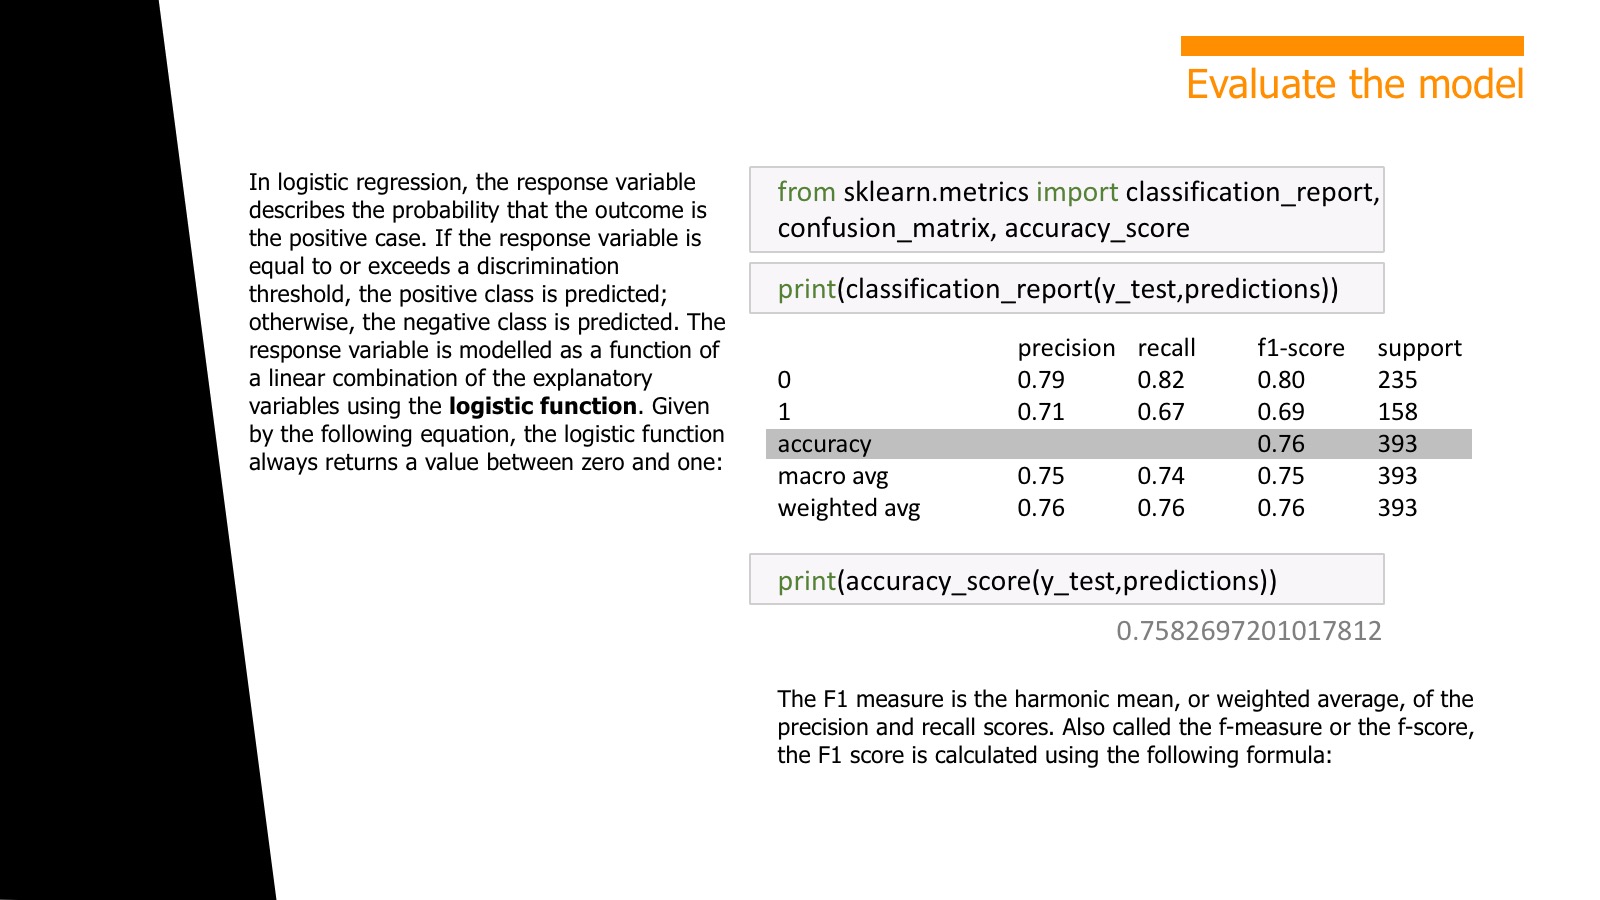 Evaluate the model
In logistic regression, the response variable
describes the probability that the outcome is
the positive case. If the response variable is
equal to or exceeds a discrimination
threshold, the positive class is predicted;
otherwise, the negative class is predicted. The
response variable is modelled as a function of
a linear combination of the explanatory
variables using the logistic function. Given
by the following equation, the logistic function
always returns a value between zero and one:
from sklearn.metrics import classification_report,
confusion_matrix, accuracy_score
print(classification_report(y_test,predictions))
precision recall f1-score support
0 0.79 0.82 0.80 235
1 0.71 0.67 0.69 158
accuracy 0.76 393
macro avg 0.75 0.74 0.75 393
weighted avg 0.76 0.76 0.76 393
print(accuracy_score(y_test,predictions))
0.7582697201017812
The F1 measure is the harmonic mean, or weighted average, of the
precision and recall scores. Also called the f-measure or the f-score,
the F1 score is calculated using the following formula: